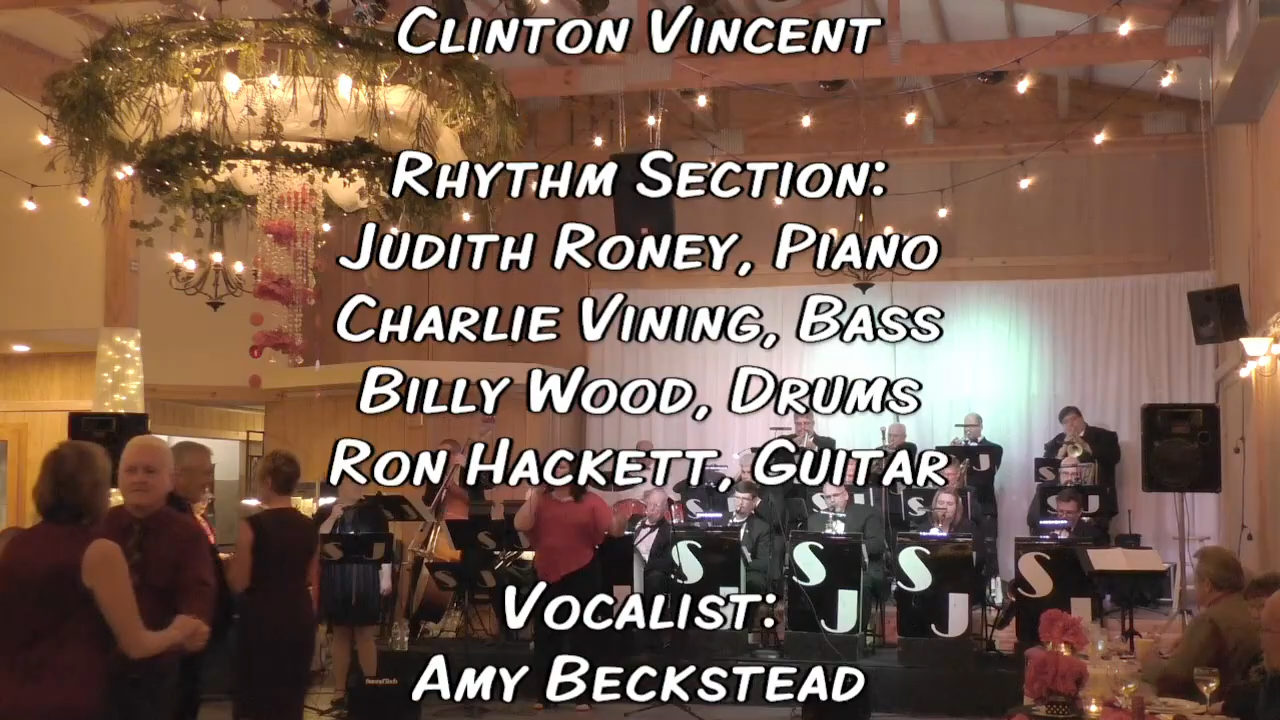 Clinton Vincent
Rhythm Section:
Judith Roney, Piano
Charlie Vining, Bass
Billy Wood, Drums
Ron Hackett, Guitar
Vocalist:
Amy Beckstead
S J
S J
S J
S J
S J